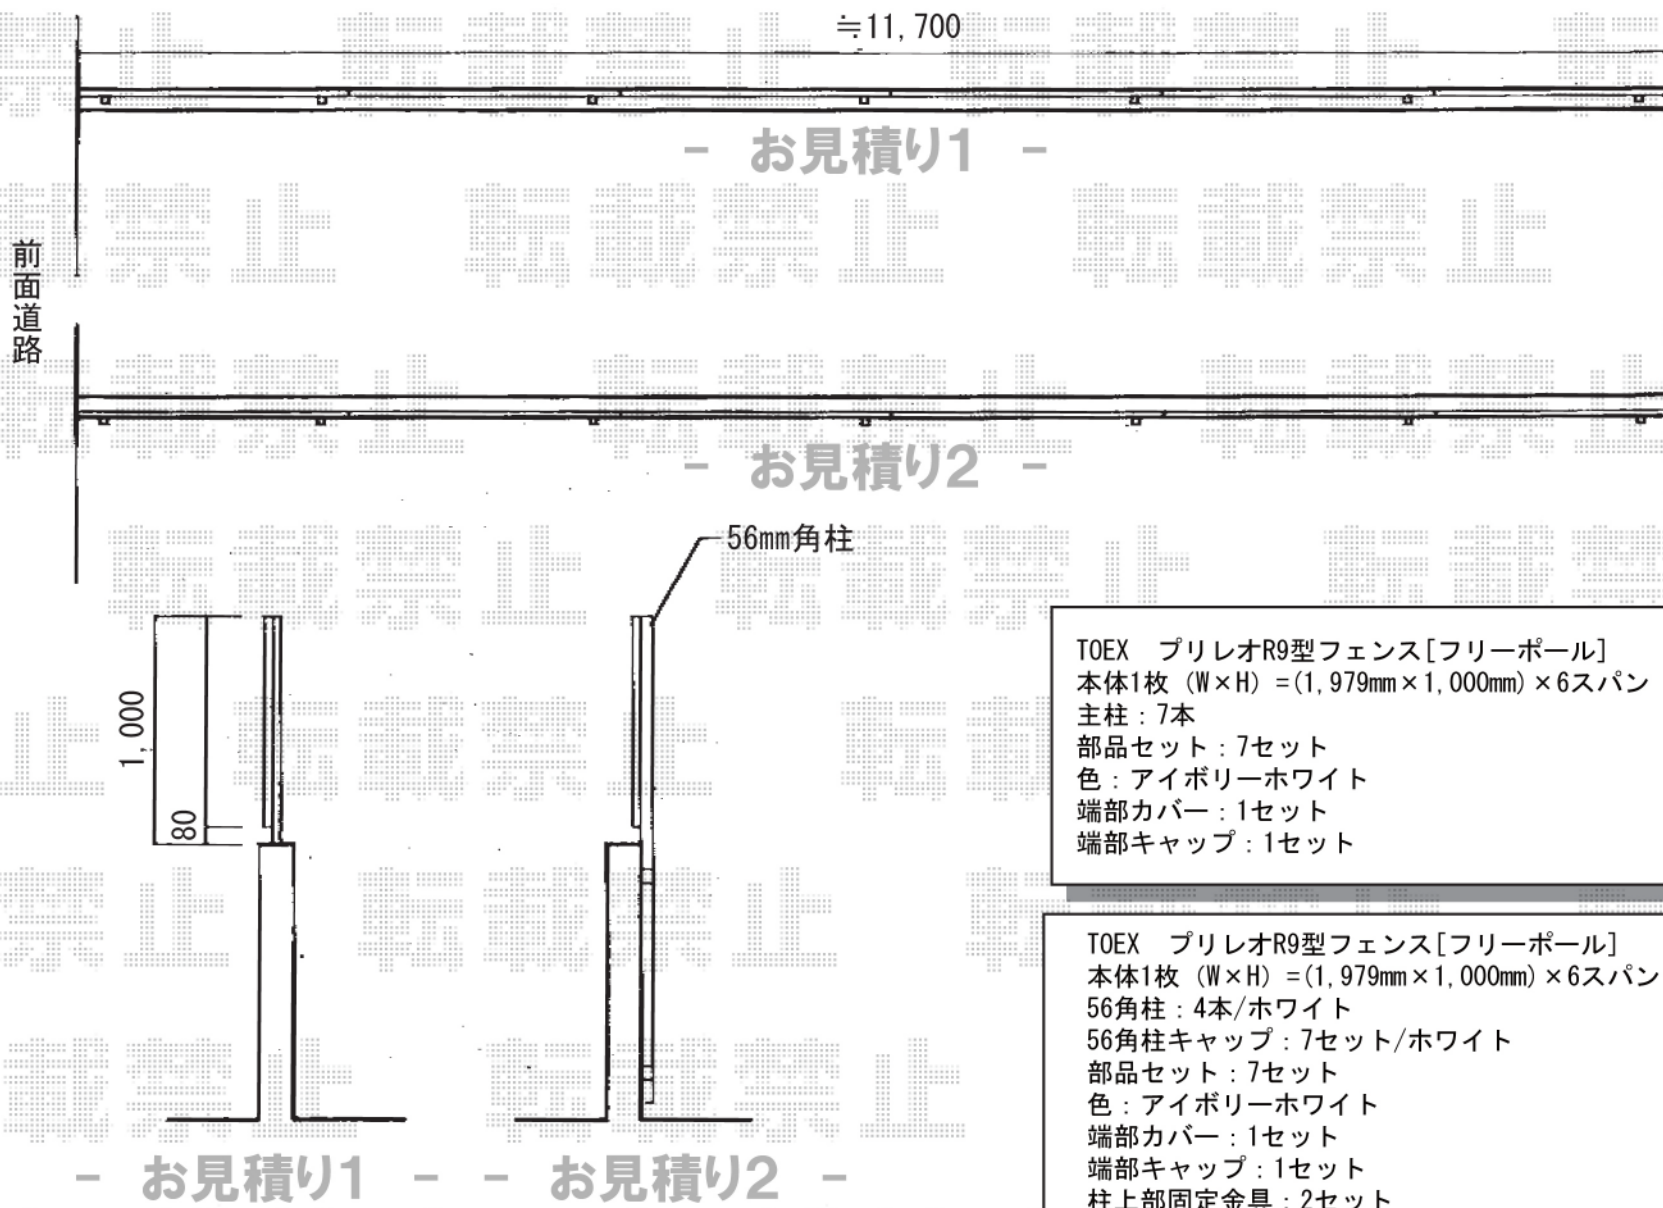 ≒11,700
- お見積り1 -
前面道路
- お見積り2 -
56mm角柱
1,000
80
TOEX プリレオR9型フェンス[フリーポール]
本体1枚 (W×H) =(1,979mm×1,000mm)×6スパン
主柱:7本
部品セット:7セット
色:アイボリーホワイト
端部カバー:1セット
端部キャップ:1セット
TOEX プリレオR9型フェンス[フリーポール]
本体1枚 (W×H) =(1,979mm×1,000mm)×6スパン
56角柱:4本/ホワイト
56角柱キャップ:7セット/ホワイト
部品セット:7セット
色:アイボリーホワイト
端部カバー:1セット
端部キャップ:1セット
柱上部固定金具:2セット
- お見積り1 -
- お見積り2 -
転載禁止